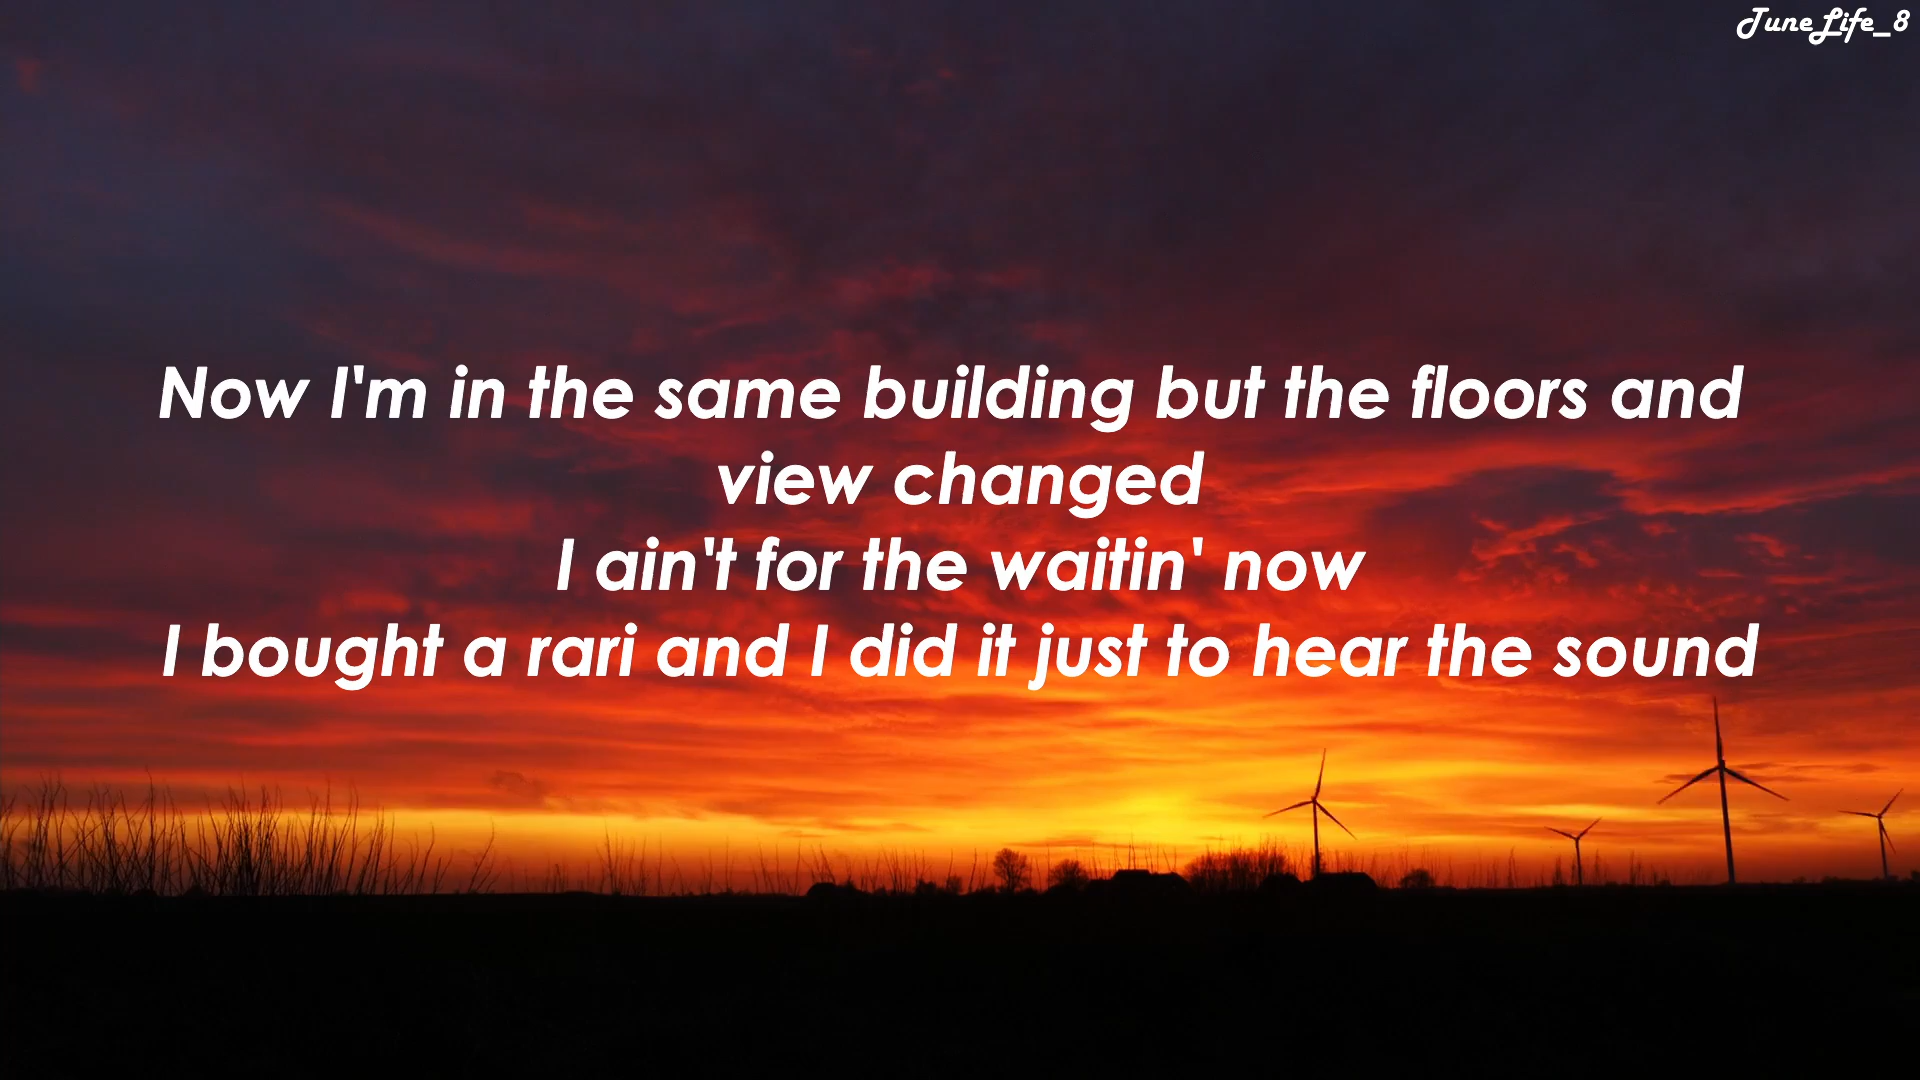 JuneLife_8
Now I'm in the same building but the floors and
view changed
I ain't for the waitin' now
I bought a rari and I did it just to hear the sound